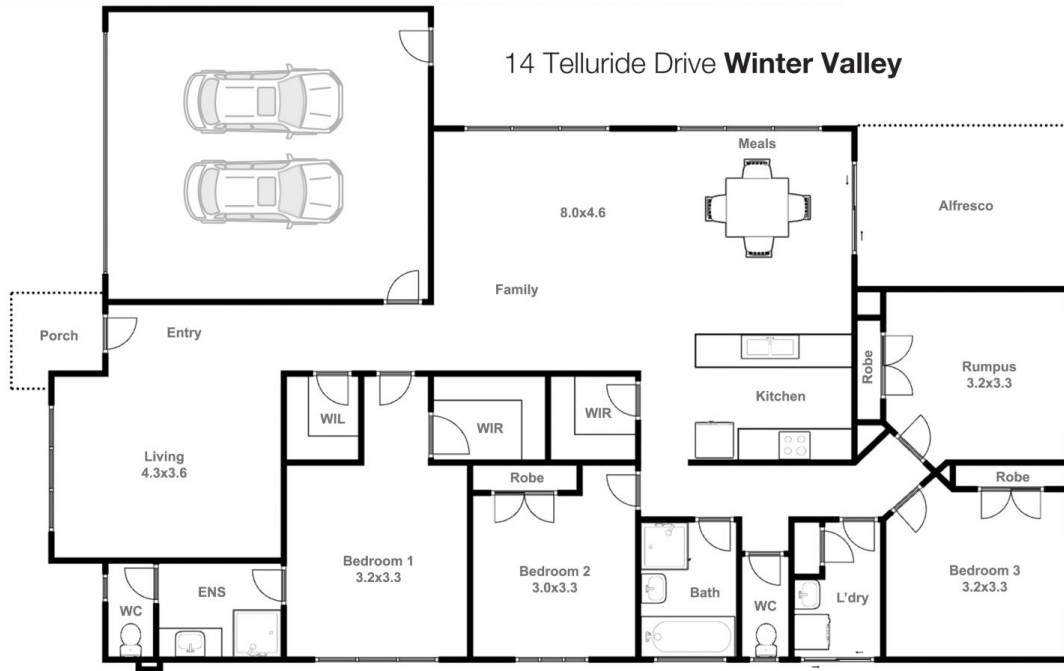 14 Telluride Drive Winter Valley
Meals
8.0x4.6
Alfresco
Family
Porch
Entry
Robe
Rumpus
3.2x3.3
Kitchen
WIL
WIR
WIR
Living
4.3x3.6
Robe
Robe
Bedroom 1
3.2x3.3
Bedroom 2
3.0x3.3
Bedroom 3
3.2x3.3
ENS
WC
Bath
WC
L'dry